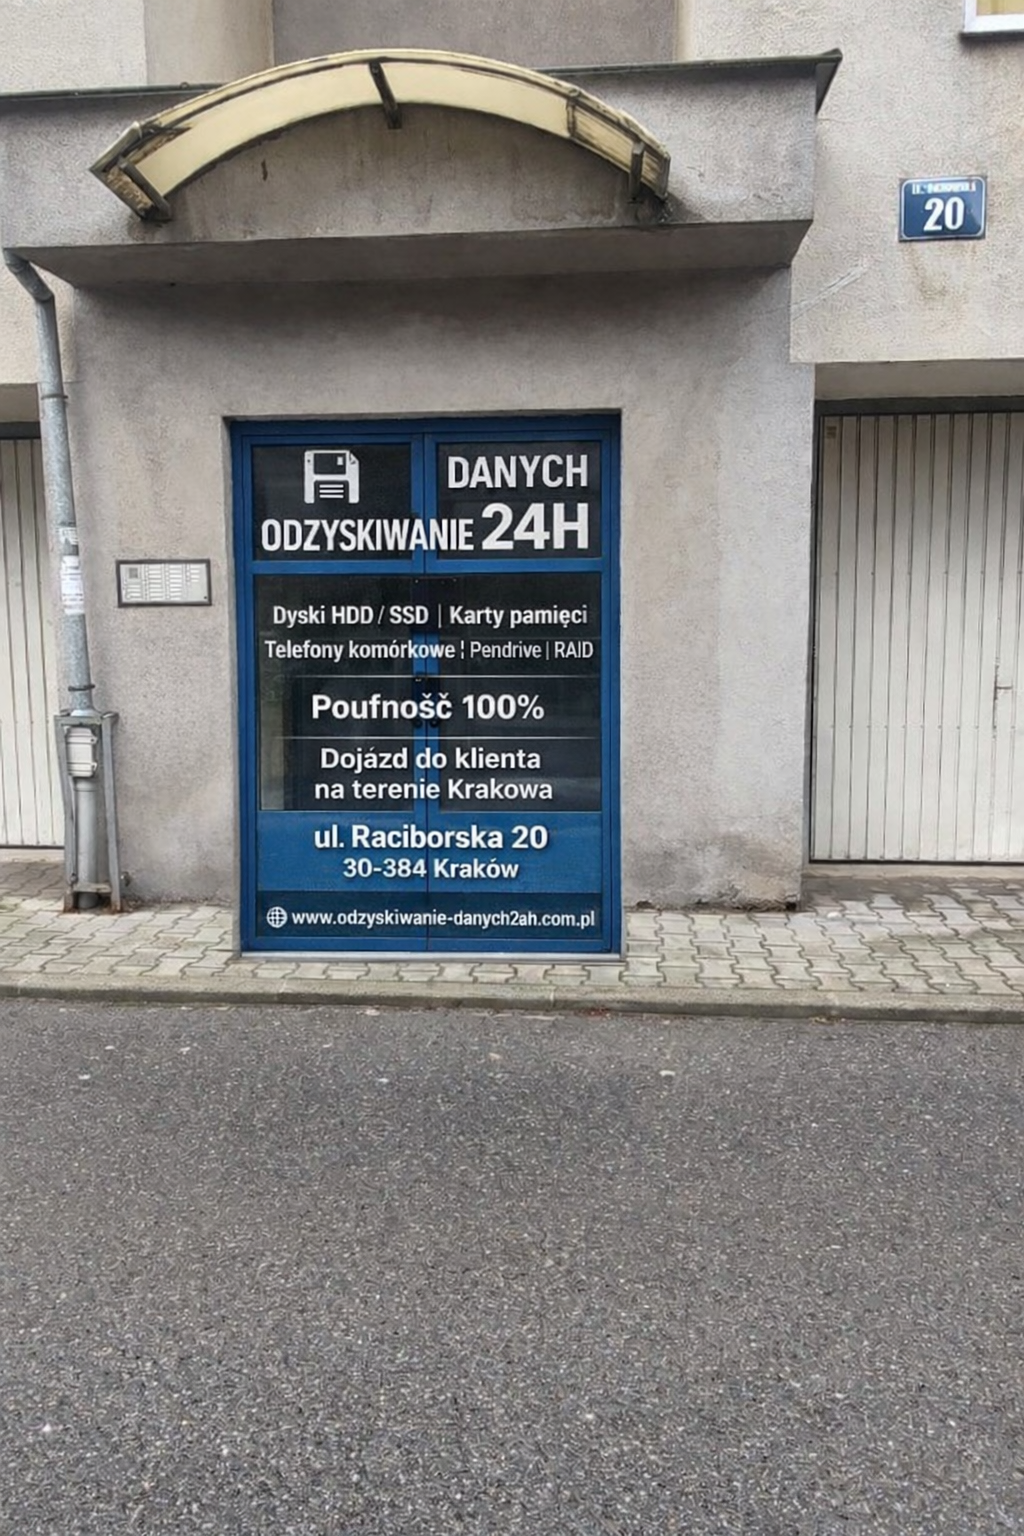 20
DANYCH
ODZYSKIWANIE 24H
Dyski HDD / SSD | Karty pamięci
Telefony komórkowe ¦ Pendrive | RAID
Poufnošč 100%
Dojázd do klienta
na terenie Krakowa
ul. Raciborska 20
30-384 Kraków
www.odzyskiwanie-danych2ah.com.pl